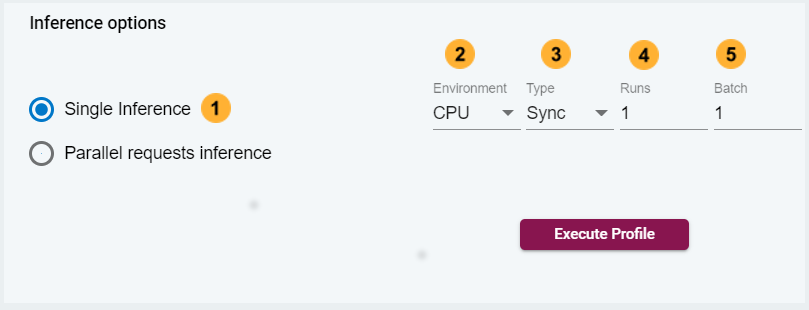 Inference options
2 3 4 5
Environment Type Runs Batch
Single Inference 1 CPU Sync 1 1
Parallel requests inference
Execute Profile